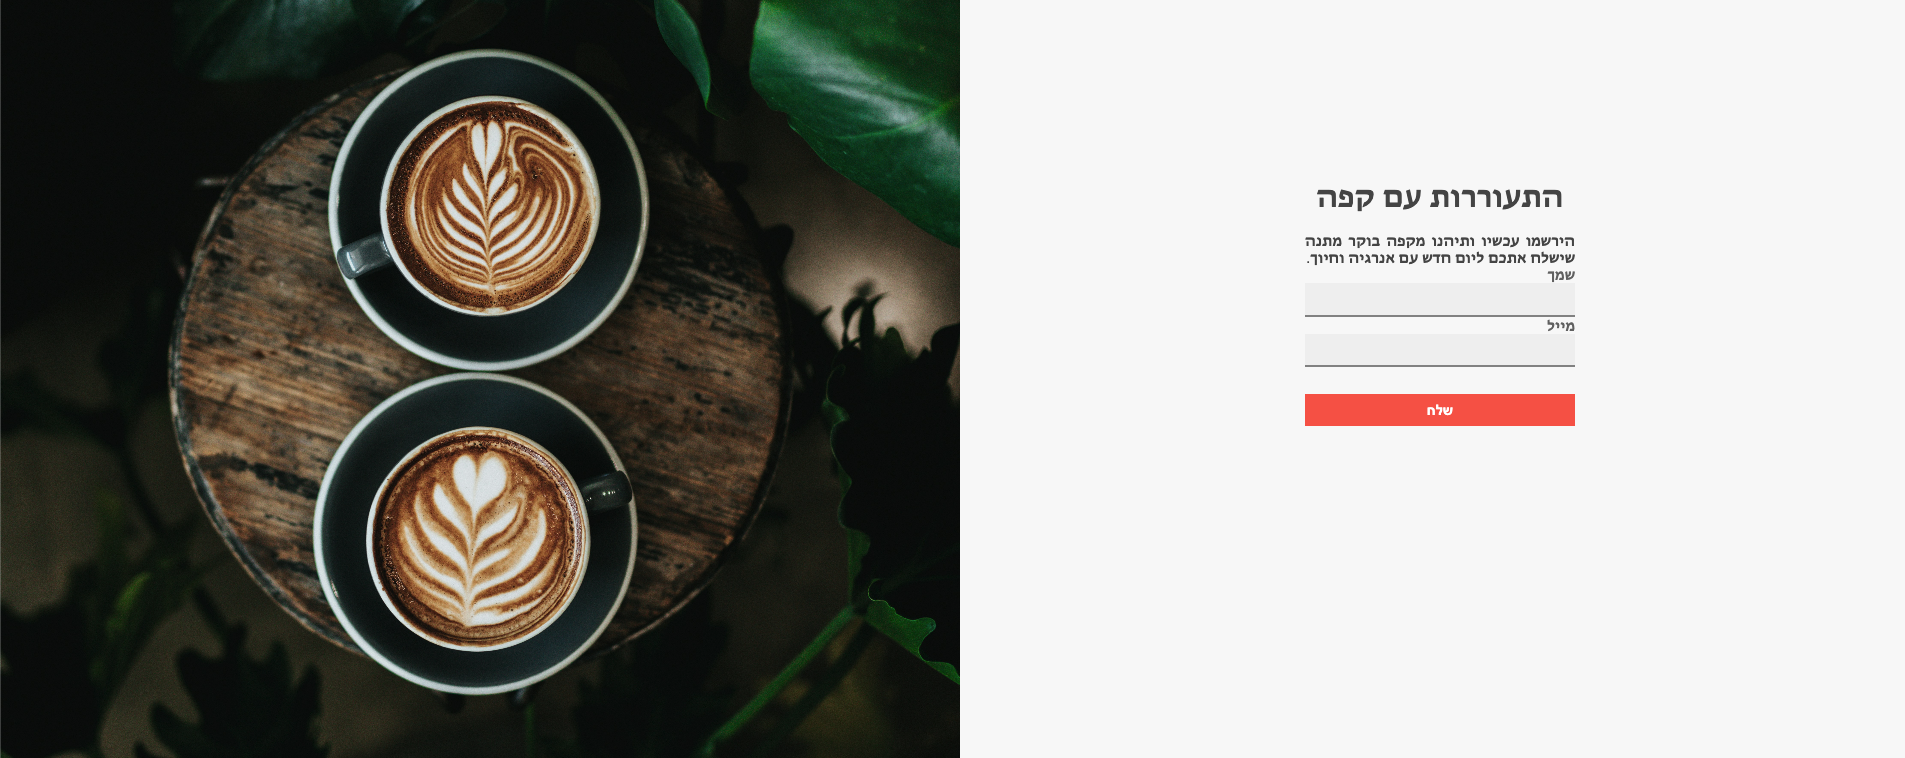 התעוררות עם קפה
הירשמו עכשיו ותיהנו מקפה בוקר מתנה
שישלח אתכם ליום חדש עם אנרגיה וחיוך.
שמך
מייל
שלח